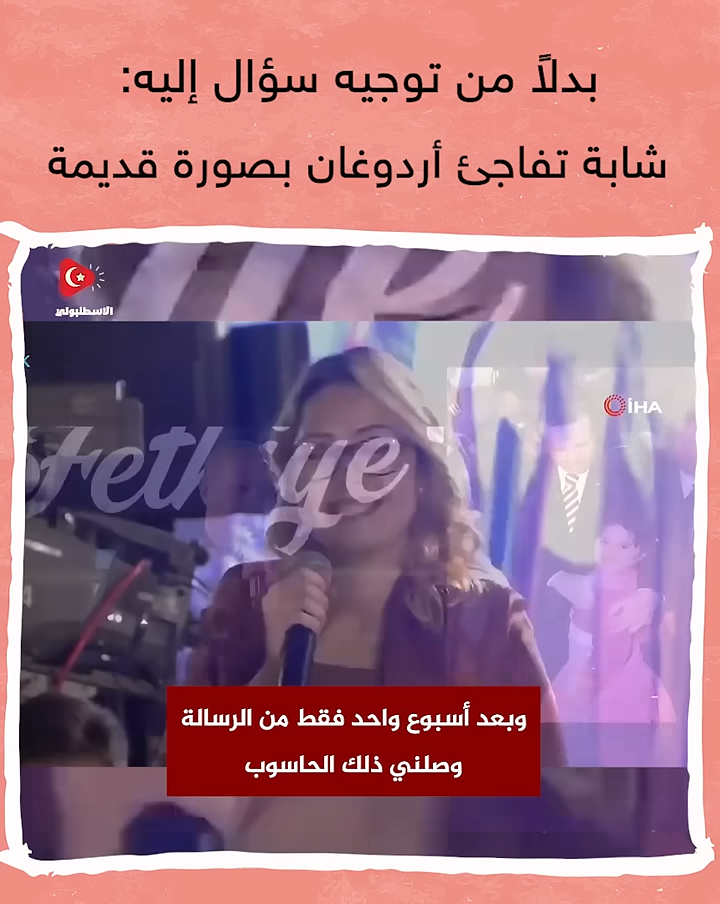 بدلاً من توجيه سؤال إليه:
شابة تفاجئ أردوغان بصورة قديمة
الاسطنبولي
İHA
Fethiye
وبعد أسبوع واحد فقط من الرسالة
وصلني ذلك الحاسوب